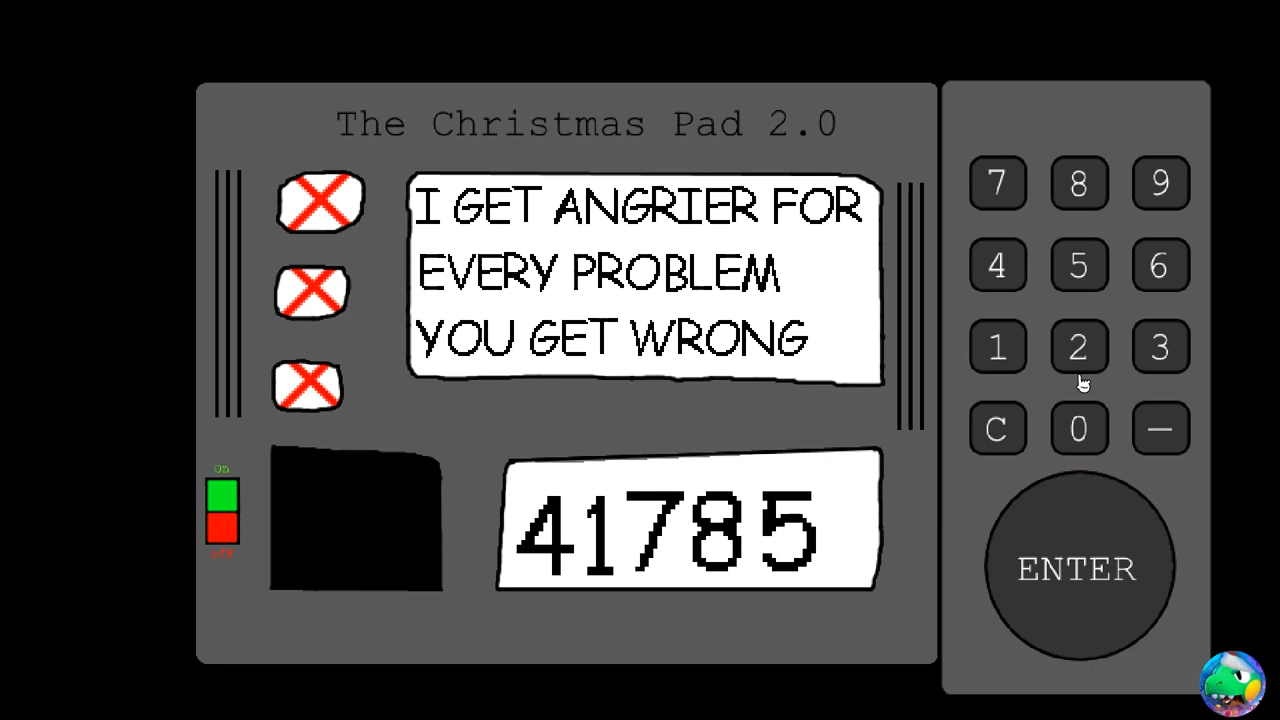 The Christmas Pad 2.0
I GET ANGRIER FOR
EVERY PROBLEM
YOU GET WRONG
On
off
41785
7 8 9
4 5 6
1 2 3
C 0 —
ENTER